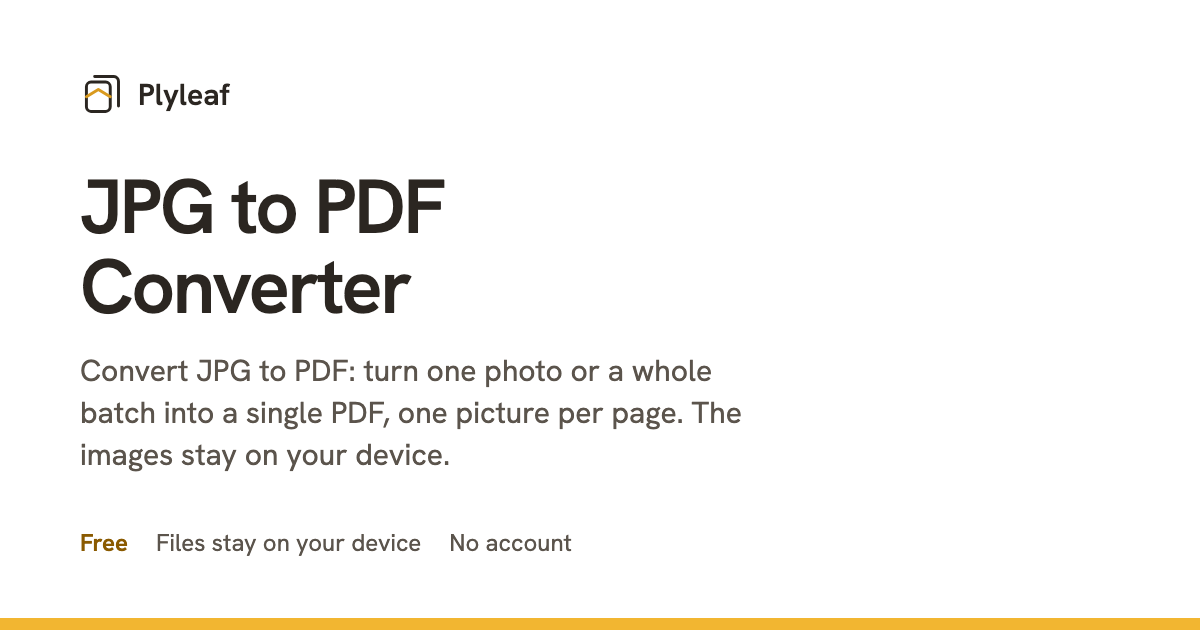 Plyleaf
JPG to PDF
Converter
Convert JPG to PDF: turn one photo or a whole
batch into a single PDF, one picture per page. The
images stay on your device.
Free Files stay on your device No account